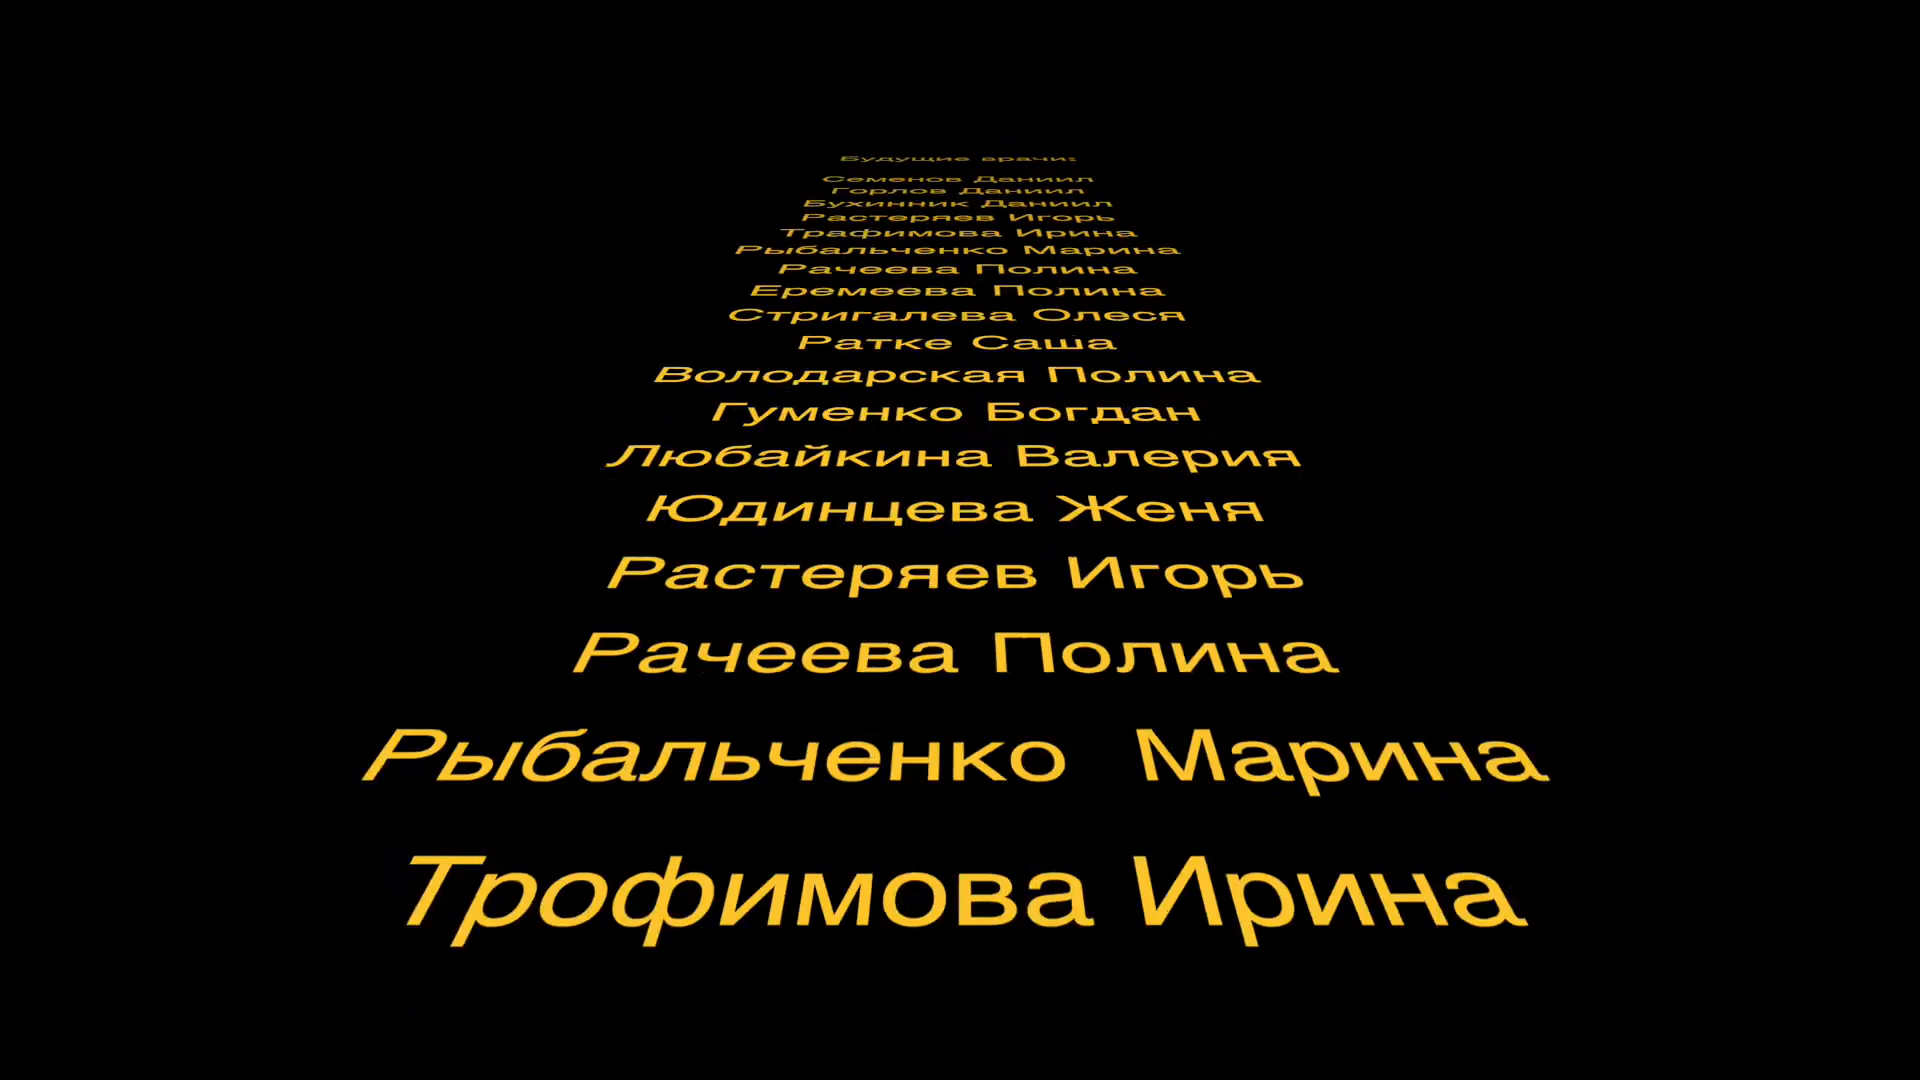 Будущие врачи:
Семенов Даниил
Горлов Даниил
Бухинник Даниил
Растеряев Игорь
Трафимова Ирина
Рыбальченко Марина
Рачеева Полина
Еремеева Полина
Стригалева Олеся
Ратке Саша
Володарская Полина
Гуменко Богдан
Любайкина Валерия
Юдинцева Женя
Растеряев Игорь
Рачеева Полина
Рыбальченко Марина
Трофимова Ирина